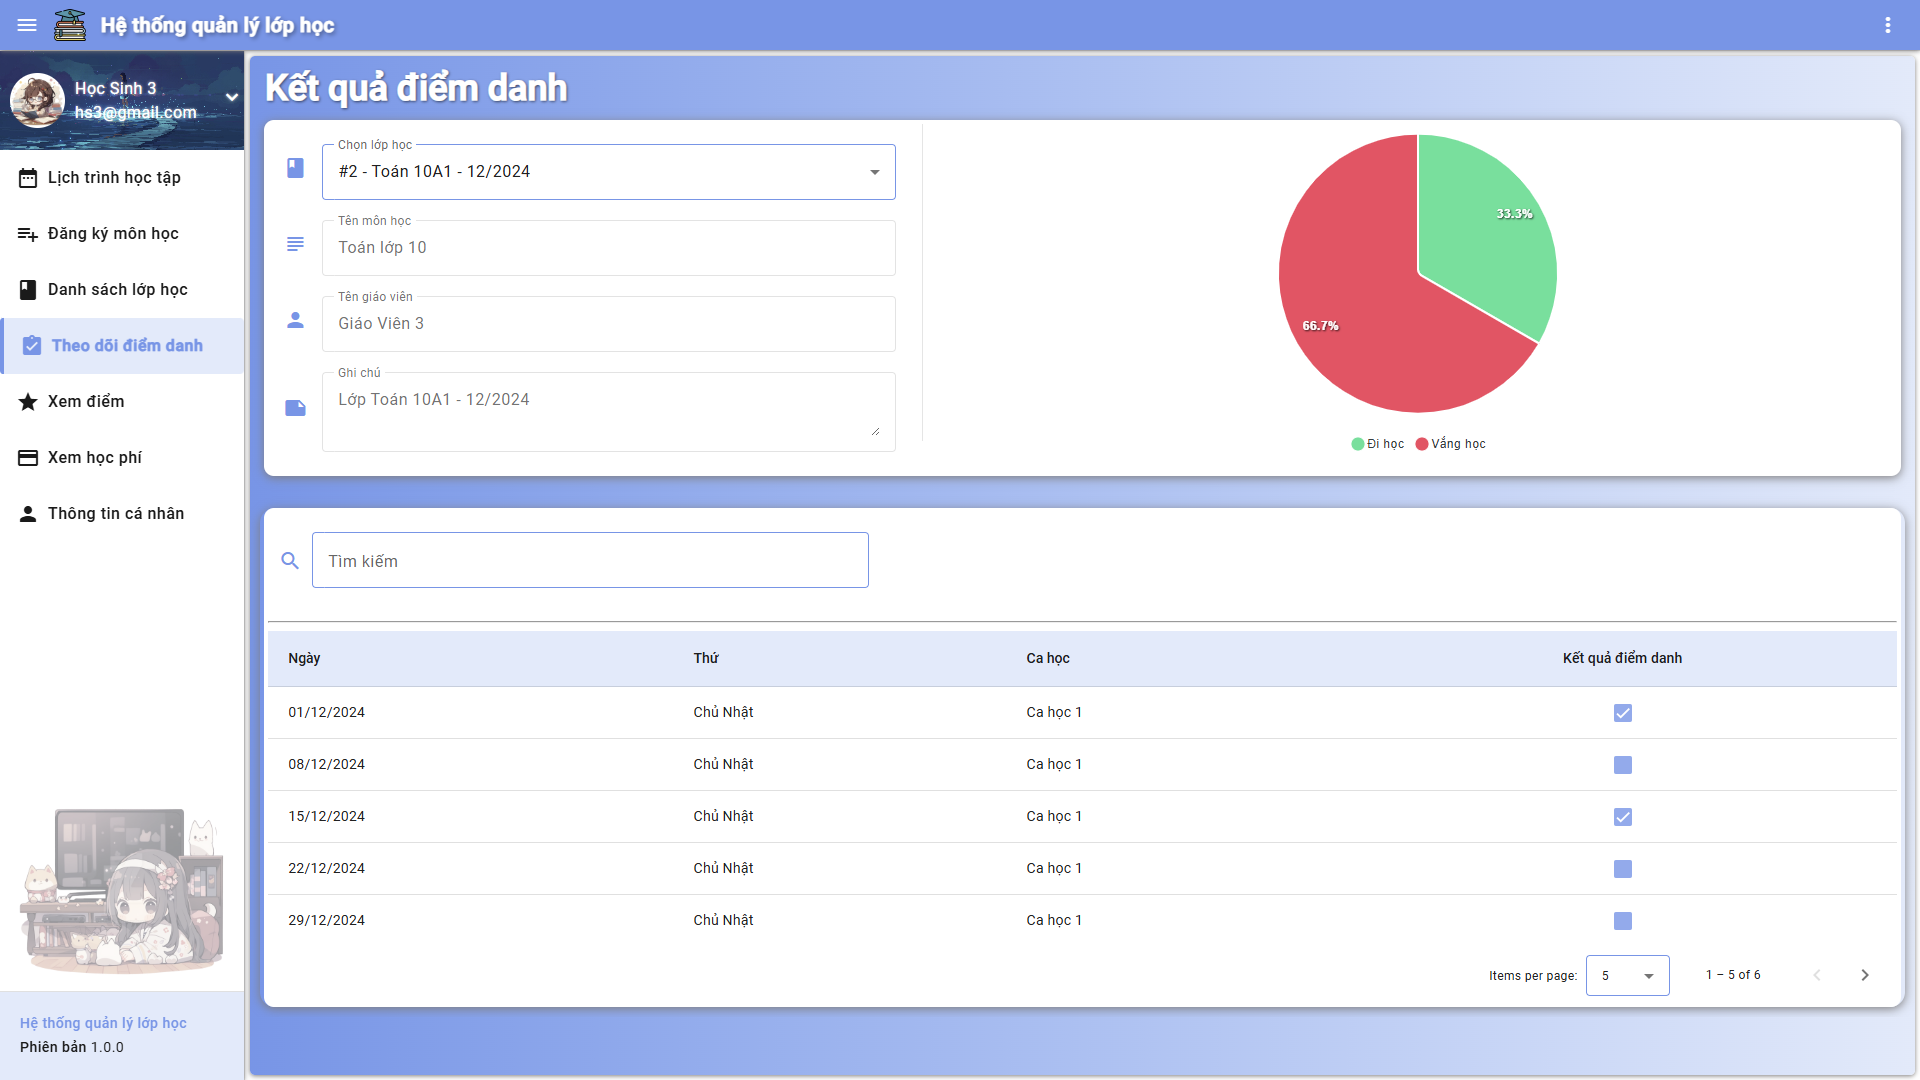 Hệ thống quản lý lớp học
Học Sinh 3
hs3@gmail.com
Lịch trình học tập
Đăng ký môn học
Danh sách lớp học
Theo dõi điểm danh
Xem điểm
Xem học phí
Thông tin cá nhân
Hệ thống quản lý lớp học
Phiên bản 1.0.0
Kết quả điểm danh
Chọn lớp học
#2 - Toán 10A1 - 12/2024
Tên môn học
Toán lớp 10
Tên giáo viên
Giáo Viên 3
Ghi chú
Lớp Toán 10A1 - 12/2024
33.3%
66.7%
Đi học Vắng học
Tìm kiếm
Ngày Thứ Ca học Kết quả điểm danh
01/12/2024 Chủ Nhật Ca học 1
08/12/2024 Chủ Nhật Ca học 1
15/12/2024 Chủ Nhật Ca học 1
22/12/2024 Chủ Nhật Ca học 1
29/12/2024 Chủ Nhật Ca học 1
Items per page: 5 1 – 5 of 6